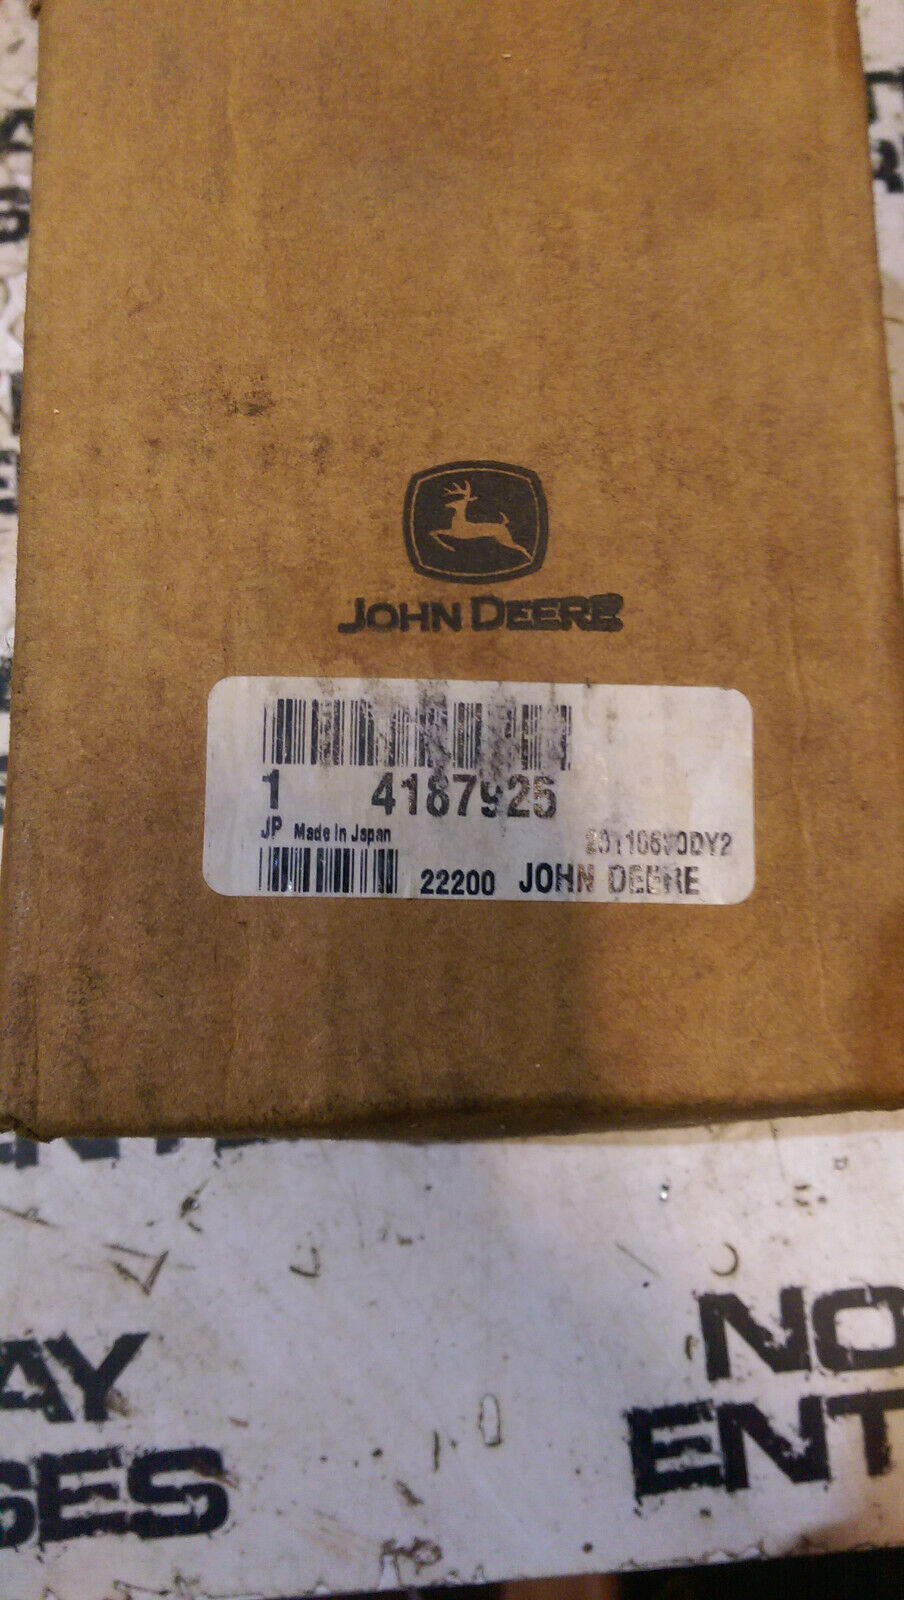 JOHN DEERE
1 4187925
JP Made in Japan
22200 JOHN DEERE
AY
SES
NO
ENT